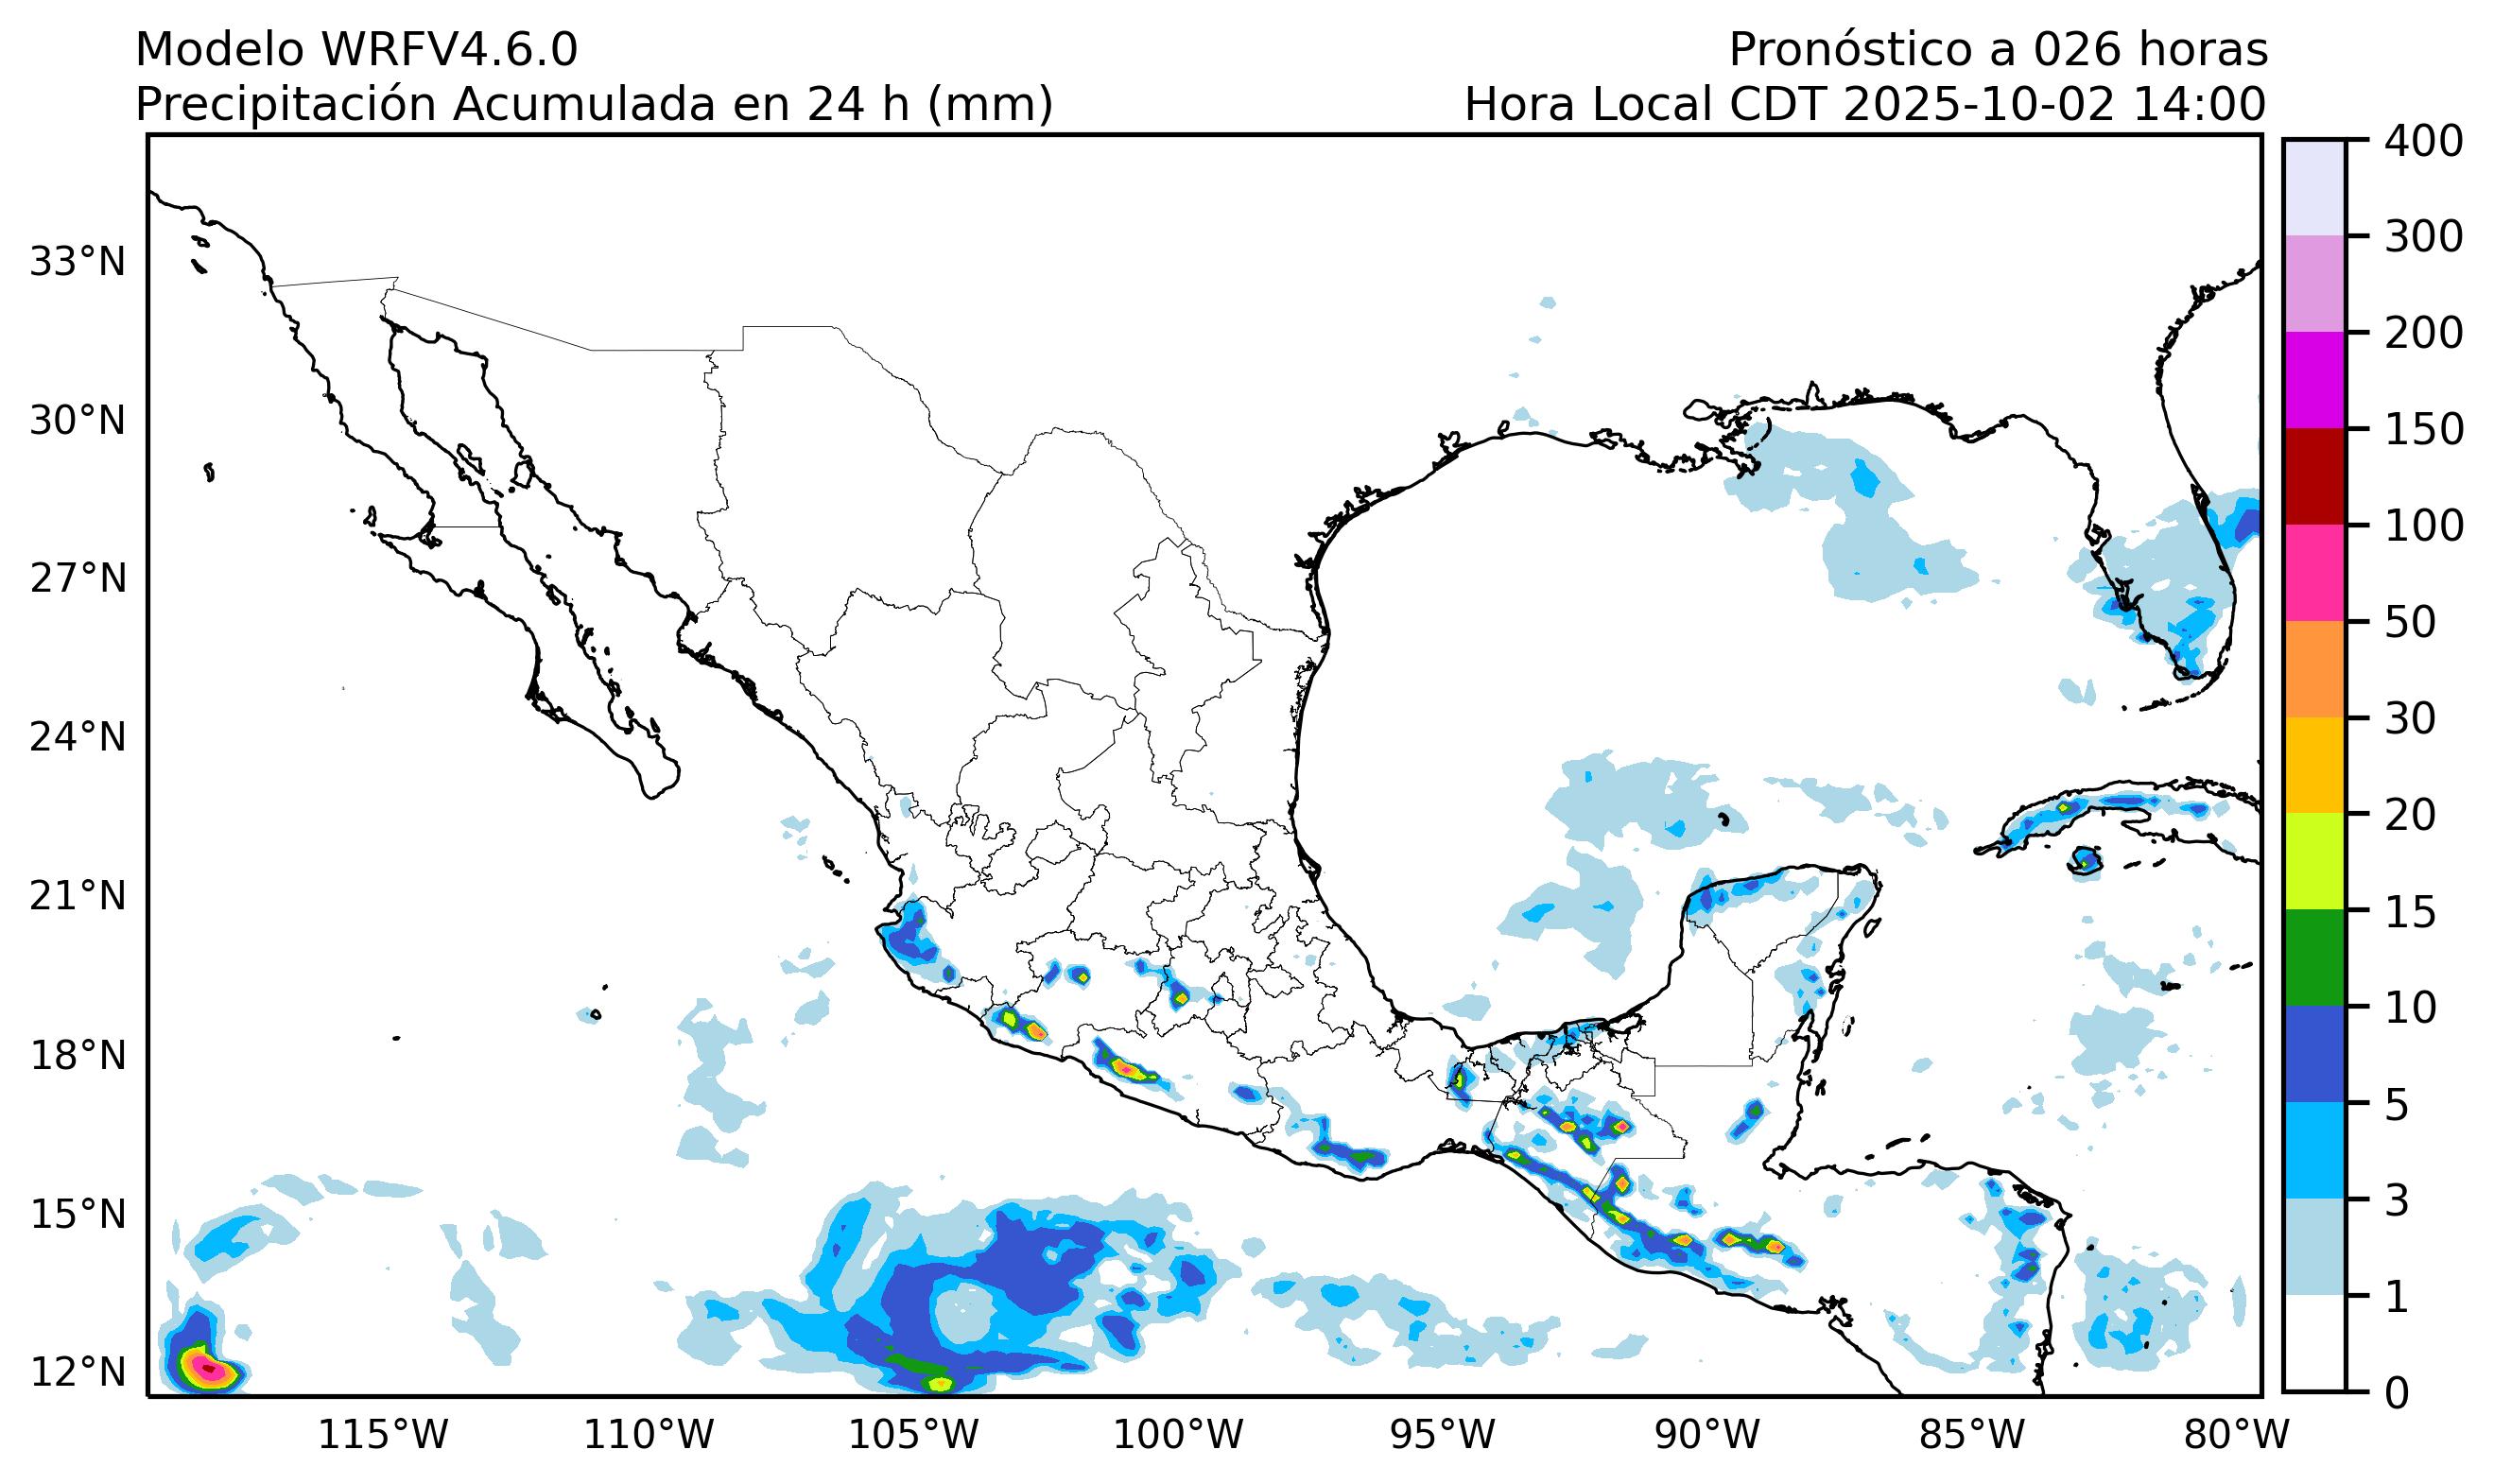 Modelo WRFV4.6.0
Pronóstico a 026 horas
Precipitación Acumulada en 24 h (mm)
Hora Local CDT 2025-10-02 14:00
33°N
30°N
27°N
24°N
21°N
18°N
15°N
12°N
115°W
110°W
105°W
100°W
95°W
90°W
85°W
80°W
400
300
200
150
100
50
30
20
15
10
5
3
1
0